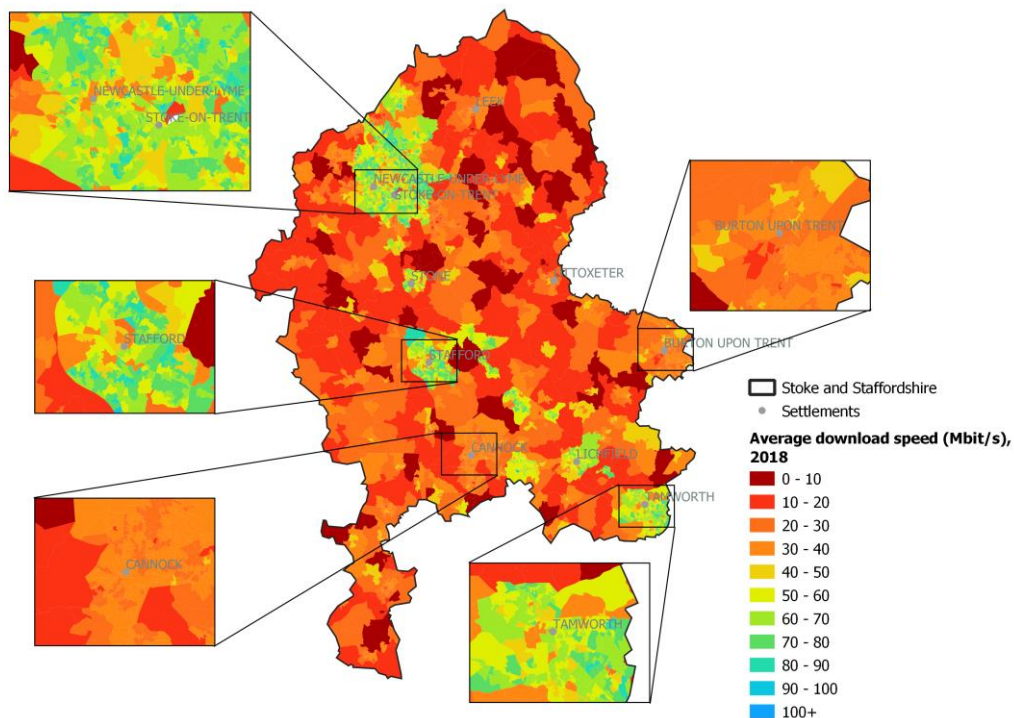 NEWCASTLE-UNDER-LYME
STOKE-ON-TRENT
LEEK
NEWCASTLE-UNDER-LYME
STOKE-ON-TRENT
BURTON UPON TRENT
STONE
UTTOXETER
STAFFORD
STAFFORD
BURTON UPON TRENT
Stoke and Staffordshire
Settlements
Average download speed (Mbit/s),
2018
0 - 10
10 - 20
20 - 30
30 - 40
40 - 50
50 - 60
60 - 70
70 - 80
80 - 90
90 - 100
100+
CANNOCK
LICHFIELD
TAMWORTH
CANNOCK
TAMWORTH